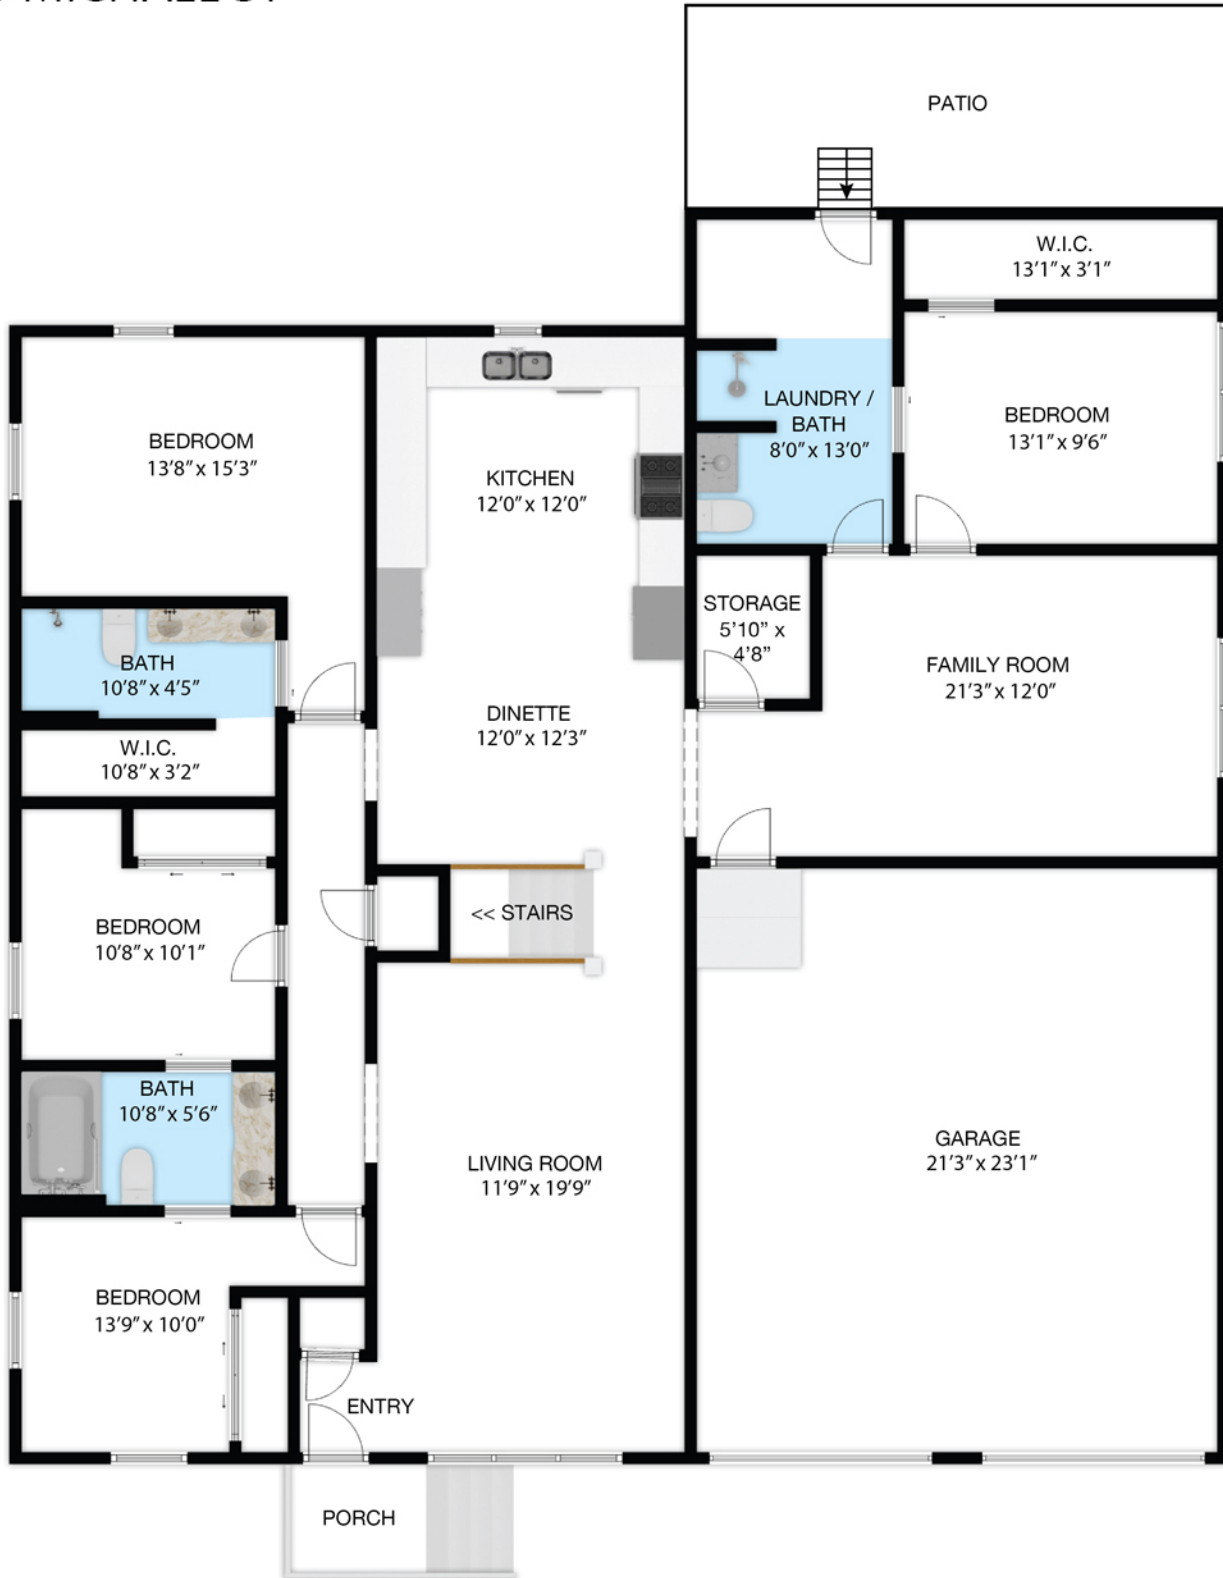 PATIO
W.I.C.
13'1" x 3'1"
BEDROOM
13'8" x 15'3"
KITCHEN
12'0" x 12'0"
LAUNDRY /
BATH
8'0" x 13'0"
BEDROOM
13'1" x 9'6"
STORAGE
5'10" x
4'8"
BATH
10'8" x 4'5"
FAMILY ROOM
21'3" x 12'0"
DINETTE
12'0" x 12'3"
W.I.C.
10'8" x 3'2"
BEDROOM
10'8" x 10'1"
<< STAIRS
BATH
10'8" x 5'6"
LIVING ROOM
11'9" x 19'9"
GARAGE
21'3" x 23'1"
BEDROOM
13'9" x 10'0"
ENTRY
PORCH